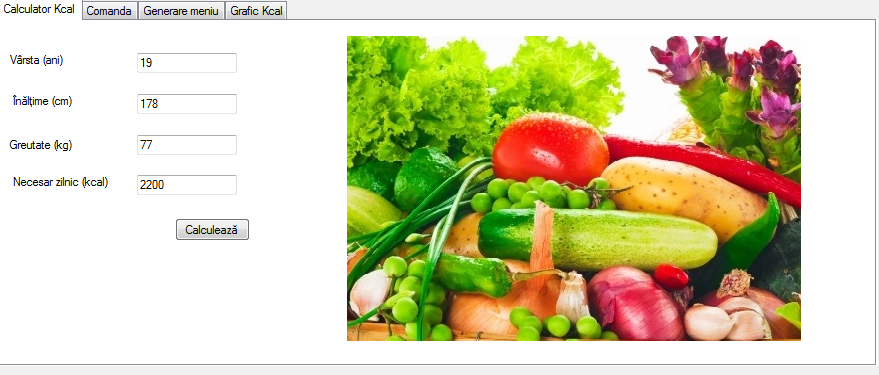 Calculator Kcal Comanda Generare meniu Grafic Kcal
Vârsta (ani) 19
Înălțime (cm) 178
Greutate (kg) 77
Necesar zilnic (kcal) 2200
Calculează